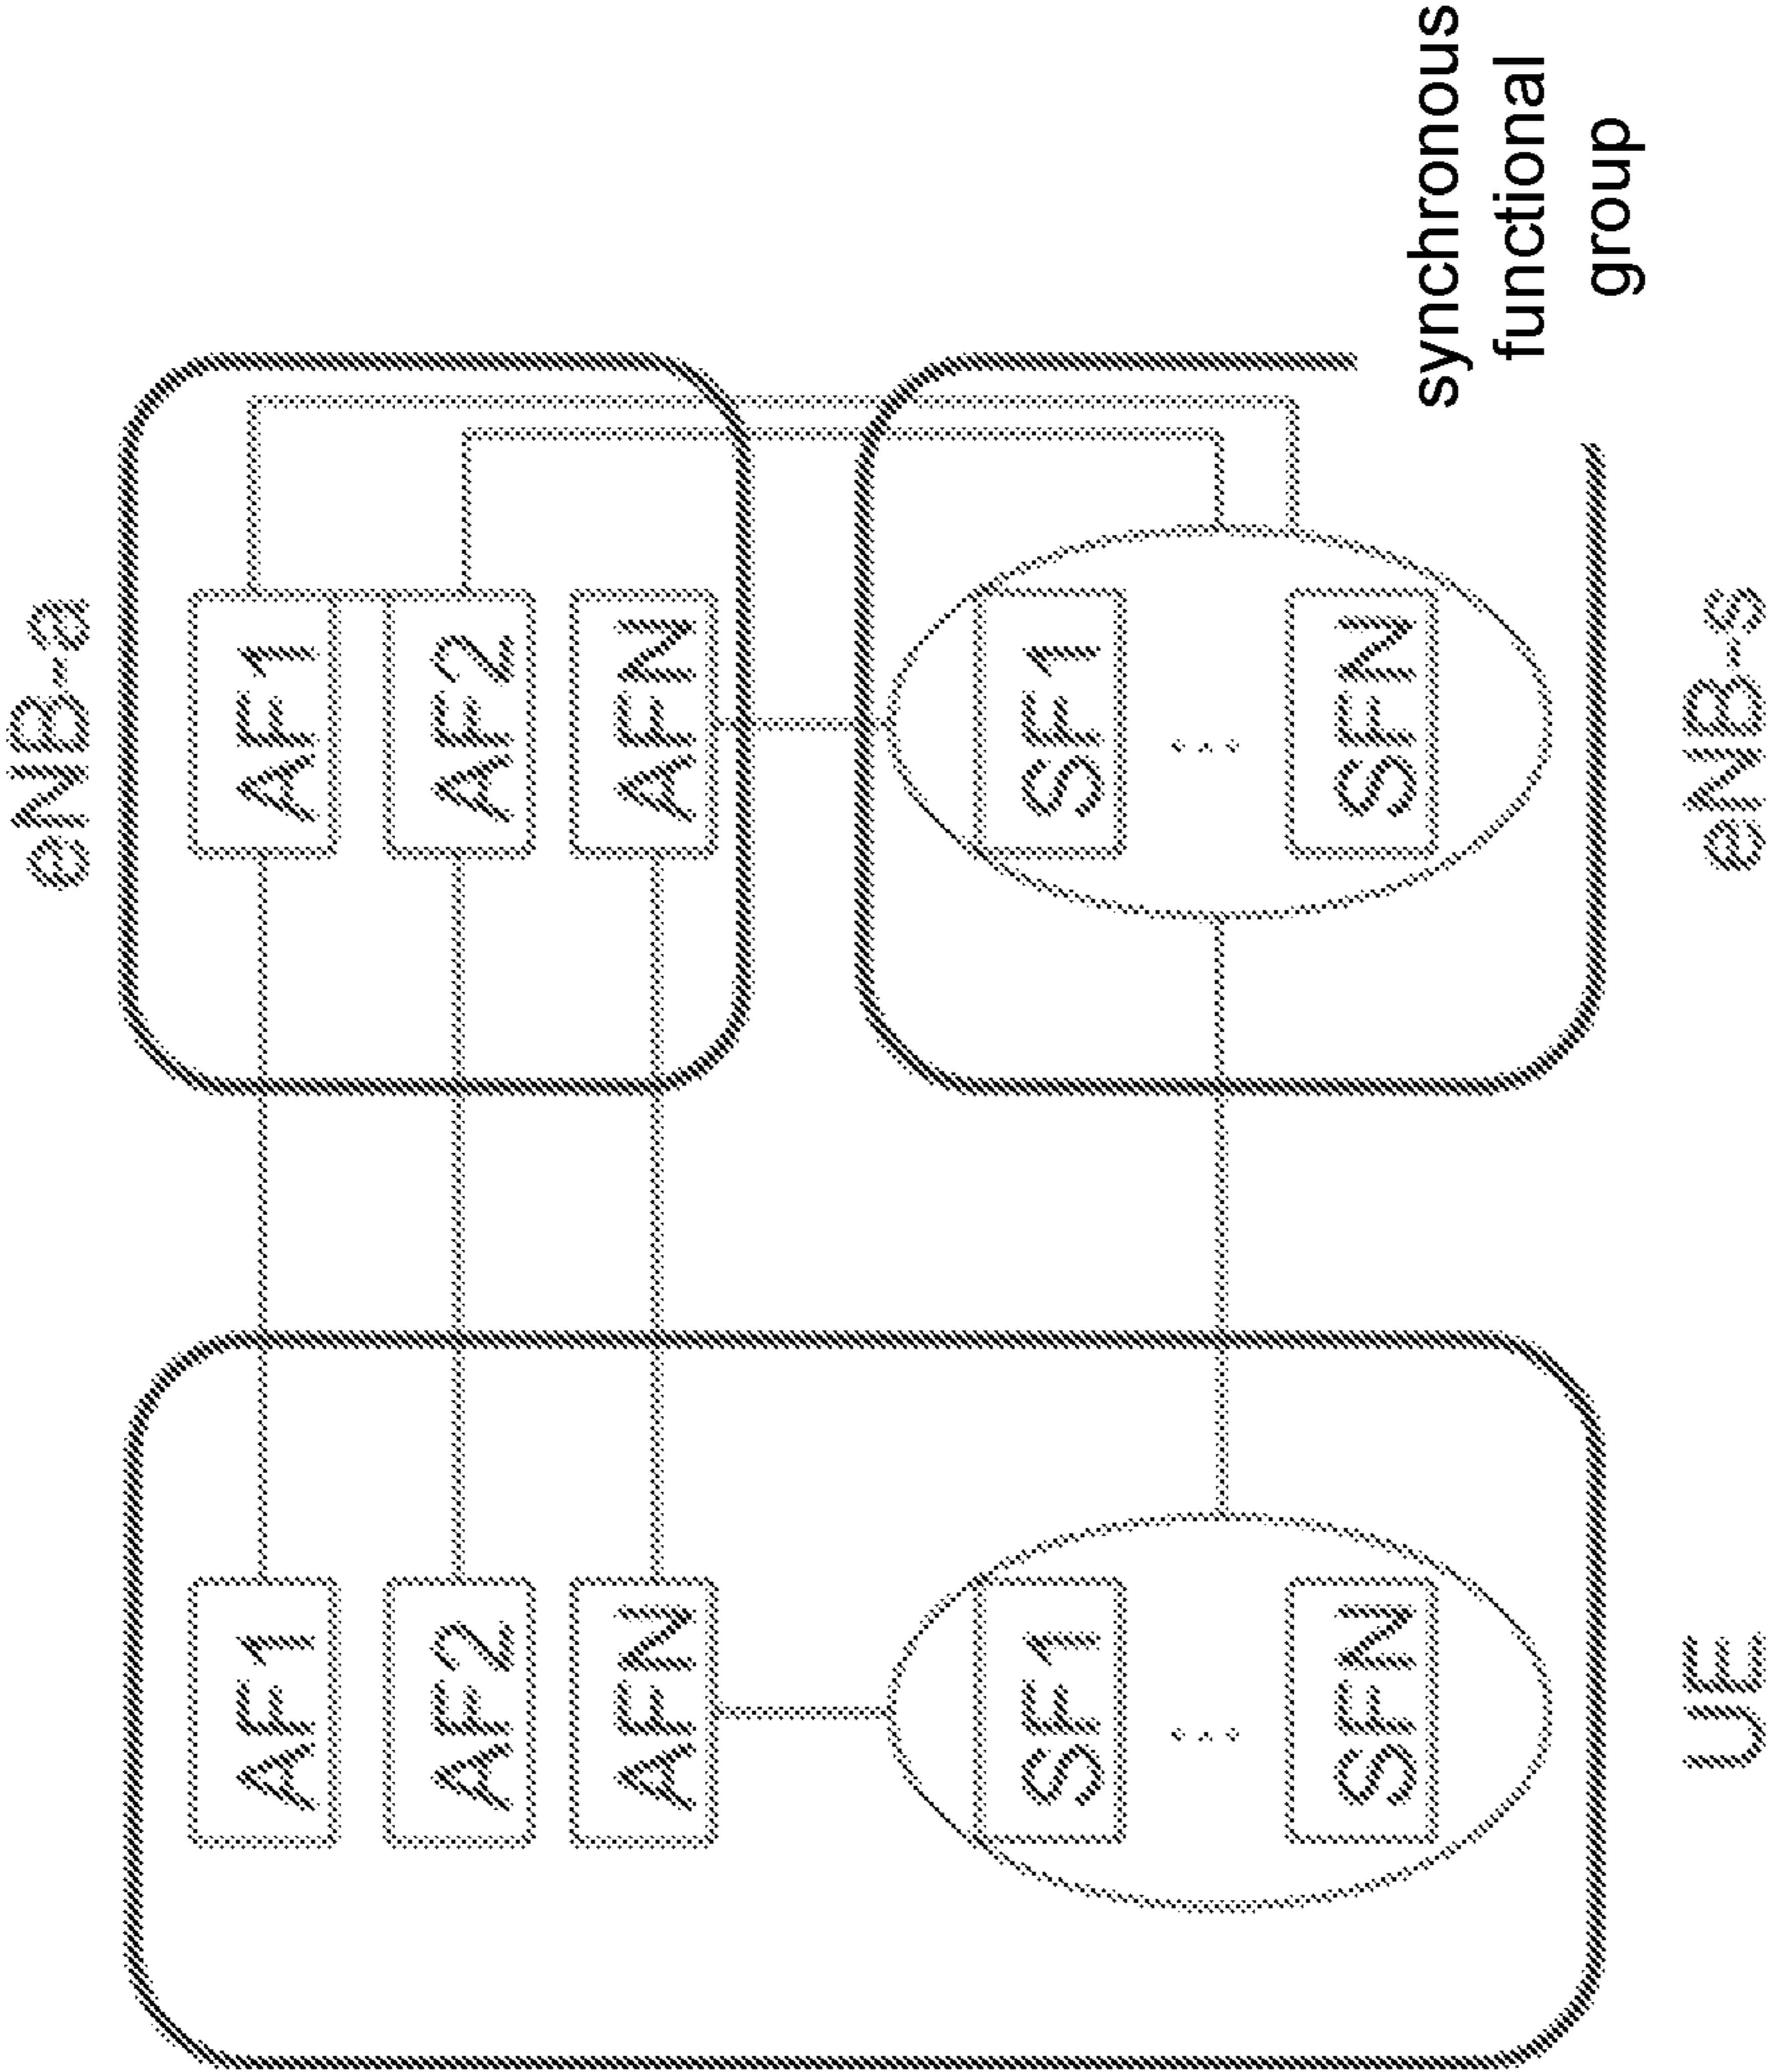 eNB-a
AF1
AF1
AF2
AF2
AFN
AFN
SF1
SF1
...
...
SFN
SFN
synchronous
functional
group
UE
eNB-s